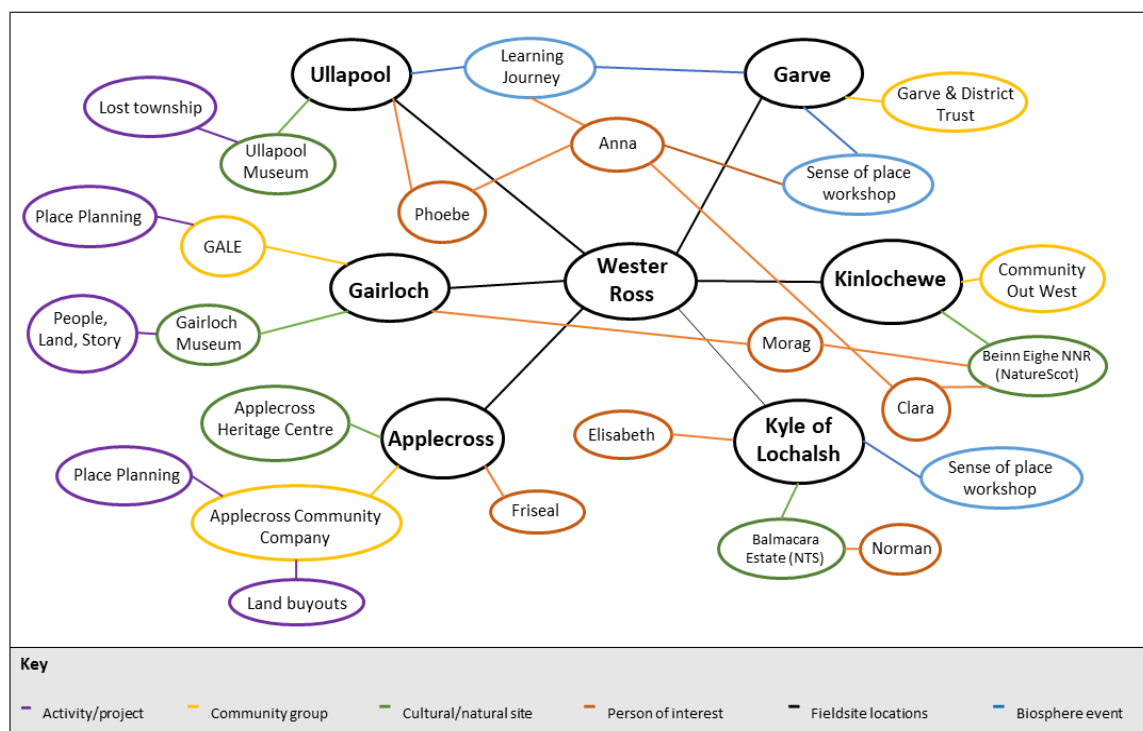 Ullapool
Learning
Journey
Garve
Lost township
Garve & District
Trust
Ullapool
Museum
Anna
Sense of place
workshop
Place Planning
Phoebe
GALE
Wester
Ross
Community
Out West
Kinlochewe
Gairloch
People,
Land, Story
Gairloch
Museum
Morag
Beinn Eighe NNR
(NatureScot)
Clara
Applecross
Heritage Centre
Applecross
Elisabeth
Kyle of
Lochalsh
Place Planning
Sense of place
workshop
Applecross Community
Company
Friseal
Balmacara
Estate (NTS)
Norman
Land buyouts
Key
Activity/project
Community group
Cultural/natural site
Person of interest
Fieldsite locations
Biosphere event